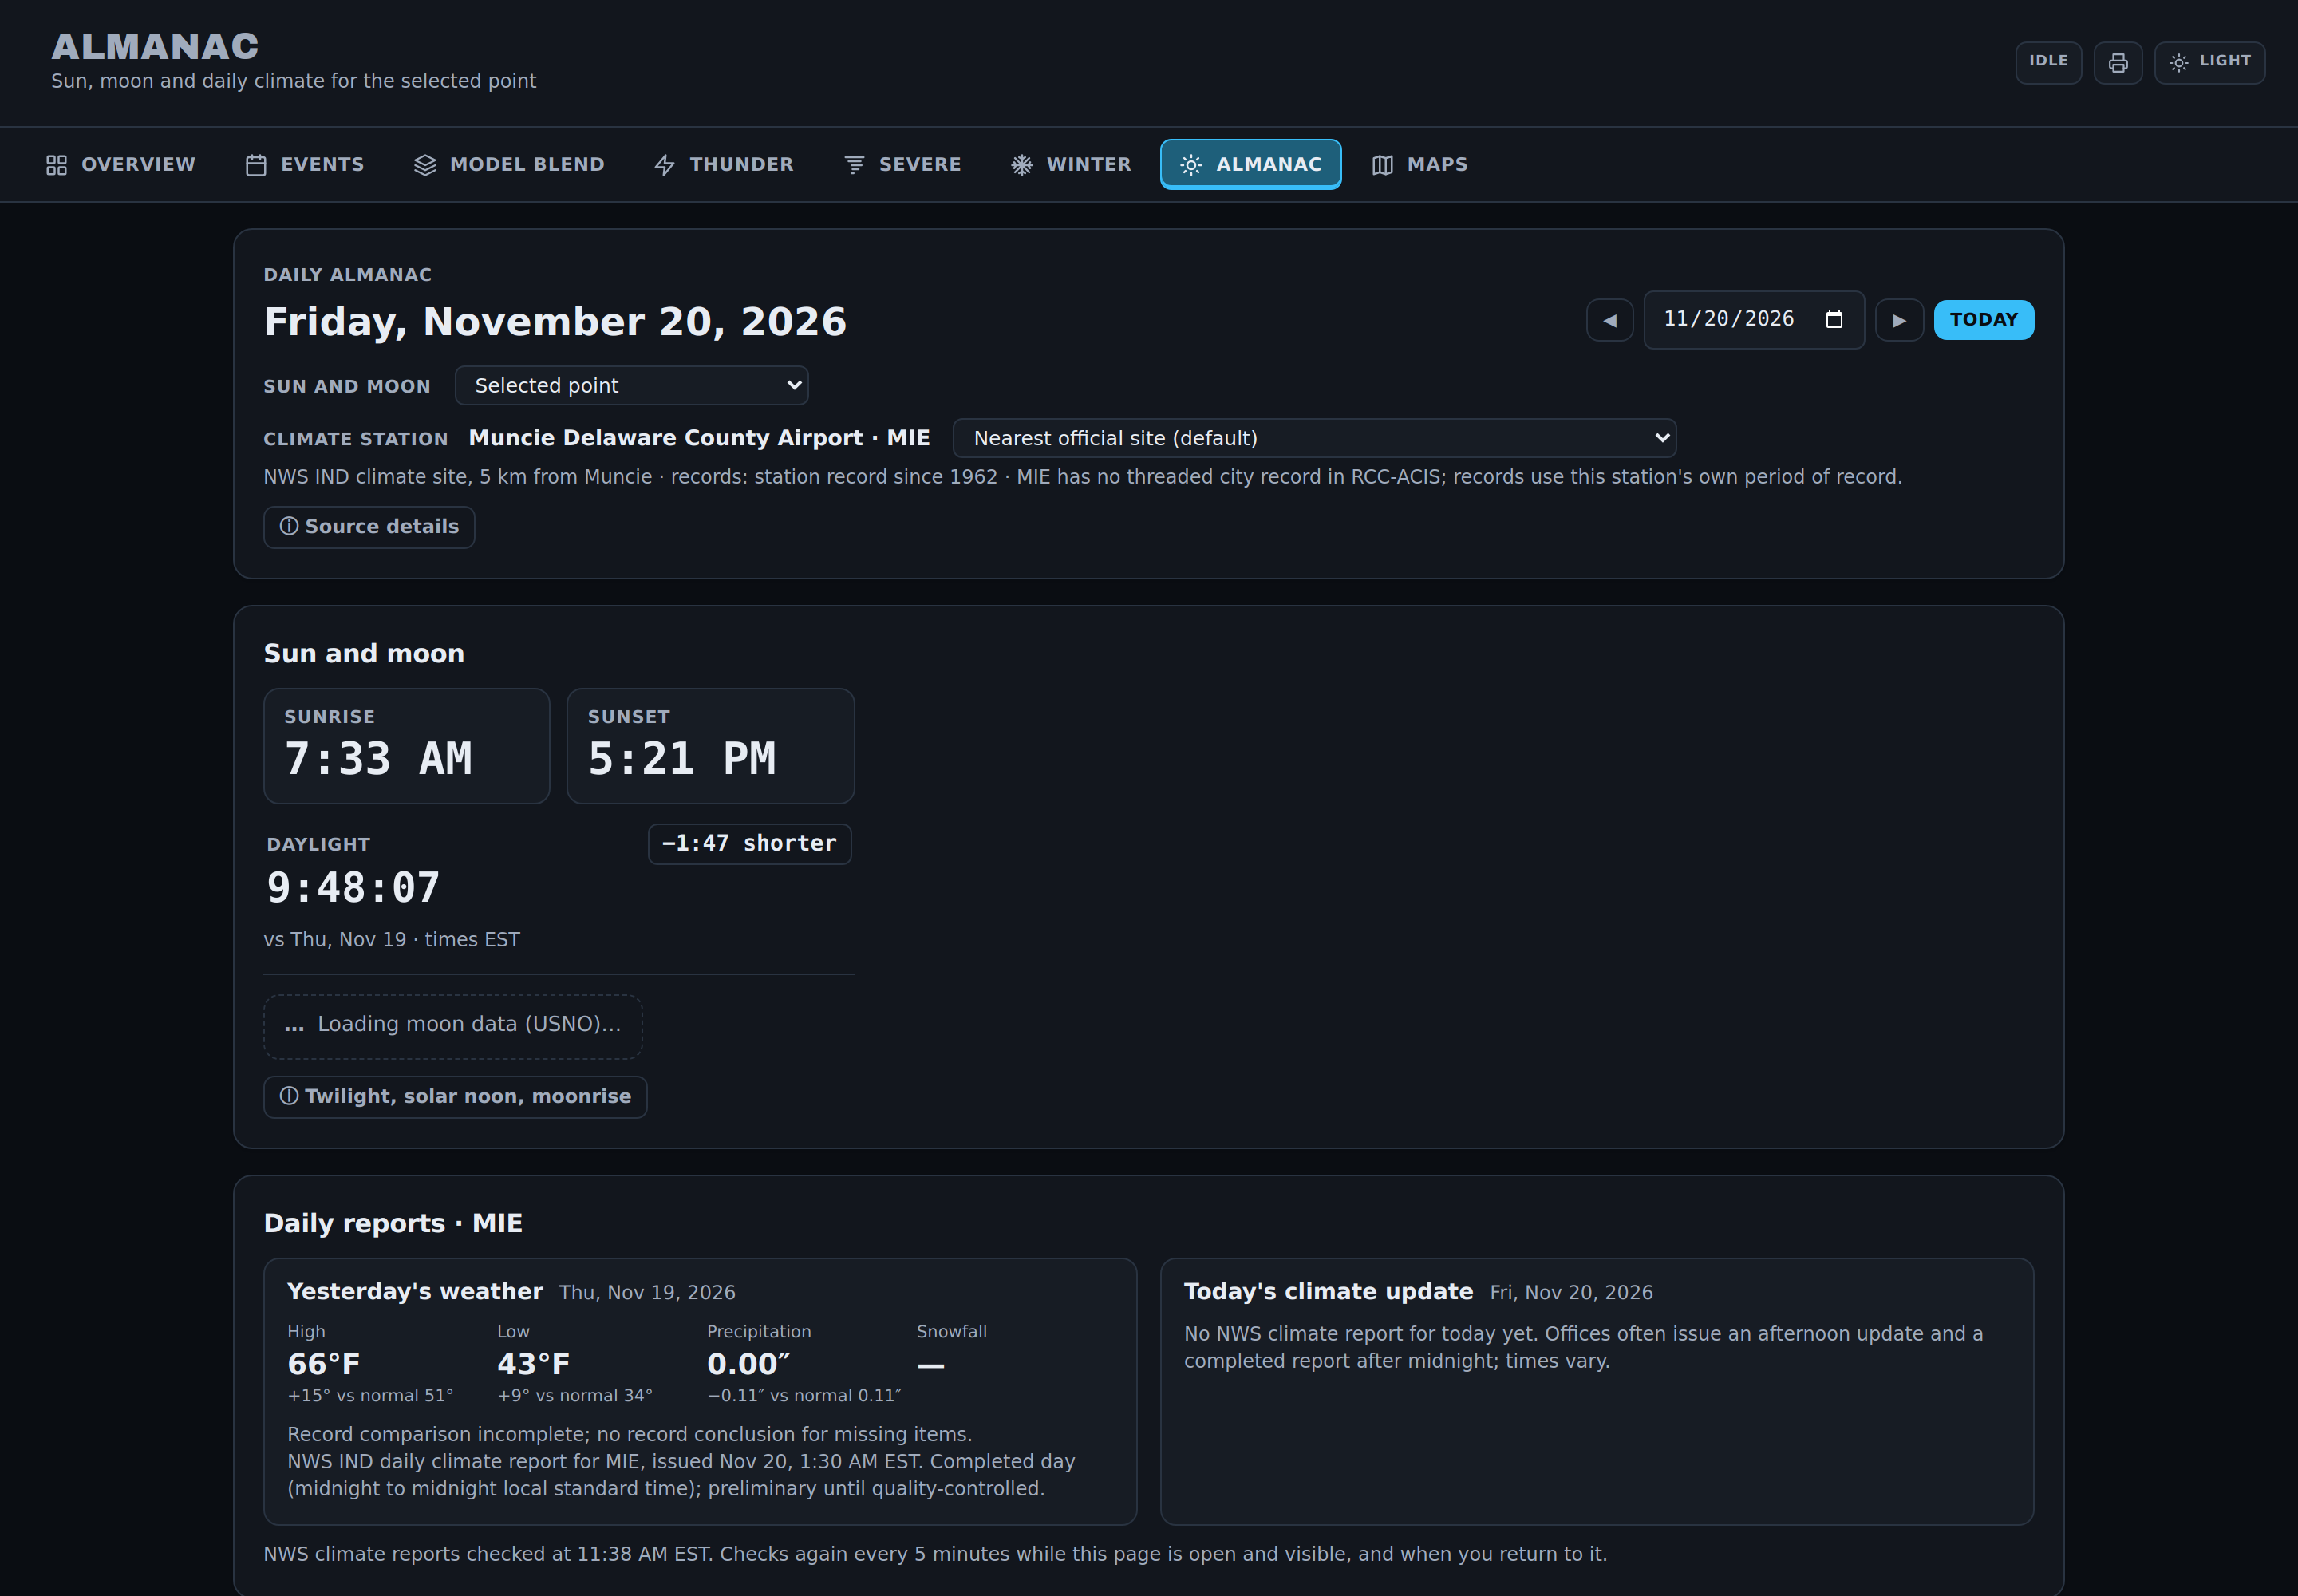 ALMANAC
Sun, moon and daily climate for the selected point
IDLE
LIGHT
OVERVIEW
EVENTS
MODEL BLEND
THUNDER
SEVERE
WINTER
ALMANAC
MAPS
DAILY ALMANAC
Friday, November 20, 2026
◀
11/20/2026
▶
TODAY
SUN AND MOON
Selected point
CLIMATE STATION
Muncie Delaware County Airport · MIE
Nearest official site (default)
NWS IND climate site, 5 km from Muncie · records: station record since 1962 · MIE has no threaded city record in RCC-ACIS; records use this station's own period of record.
ⓘ Source details
Sun and moon
SUNRISE
7:33 AM
SUNSET
5:21 PM
DAYLIGHT
−1:47 shorter
9:48:07
vs Thu, Nov 19 · times EST
… Loading moon data (USNO)…
ⓘ Twilight, solar noon, moonrise
Daily reports · MIE
Yesterday's weather Thu, Nov 19, 2026
High
66°F
+15° vs normal 51°
Low
43°F
+9° vs normal 34°
Precipitation
0.00″
−0.11″ vs normal 0.11″
Snowfall
—
Record comparison incomplete; no record conclusion for missing items.
NWS IND daily climate report for MIE, issued Nov 20, 1:30 AM EST. Completed day
(midnight to midnight local standard time); preliminary until quality-controlled.
Today's climate update Fri, Nov 20, 2026
No NWS climate report for today yet. Offices often issue an afternoon update and a
completed report after midnight; times vary.
NWS climate reports checked at 11:38 AM EST. Checks again every 5 minutes while this page is open and visible, and when you return to it.